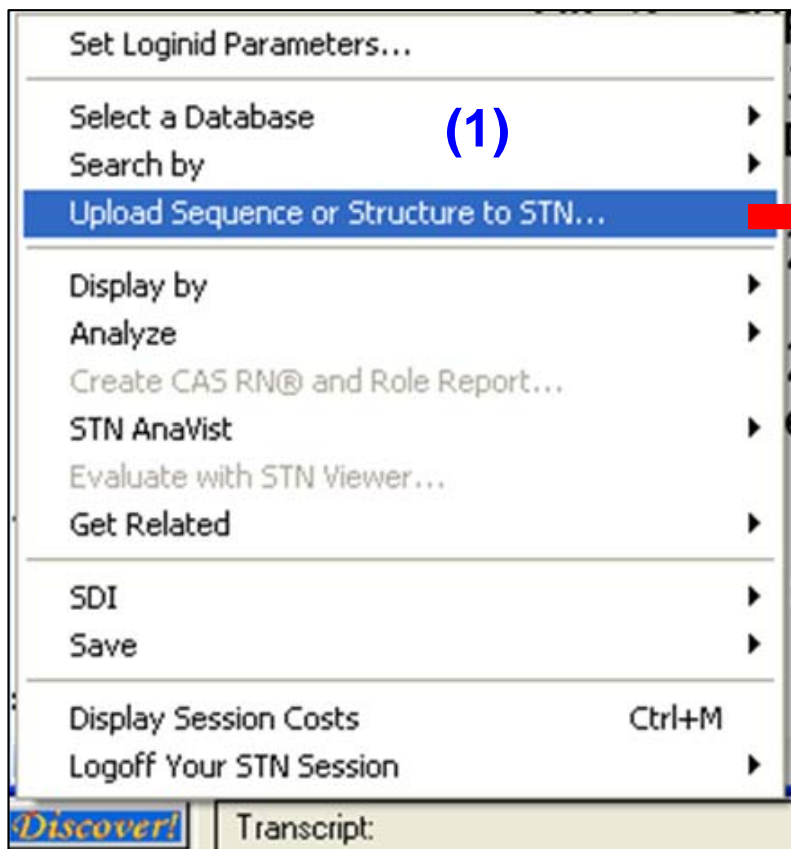 Set Loginid Parameters...
Select a Database
(1)
Search by
Upload Sequence or Structure to STN...
Display by
Analyze
Create CAS RN® and Role Report...
STN AnaVist
Evaluate with STN Viewer...
Get Related
SDI
Save
Display Session Costs Ctrl+M
Logoff Your STN Session
Discover! Transcript: